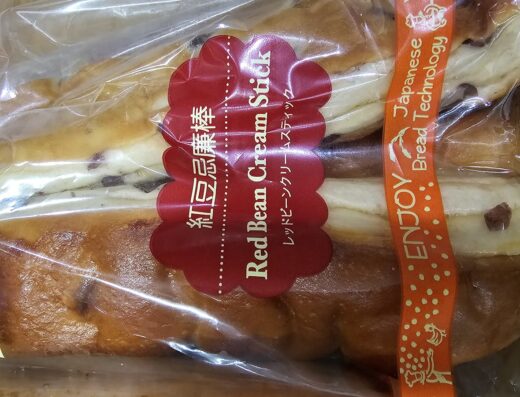 紅豆忌廉棒
Red Bean Cream Stick
レッドビーンクリームスティック
ENJOY
Japanese
Bread Technology